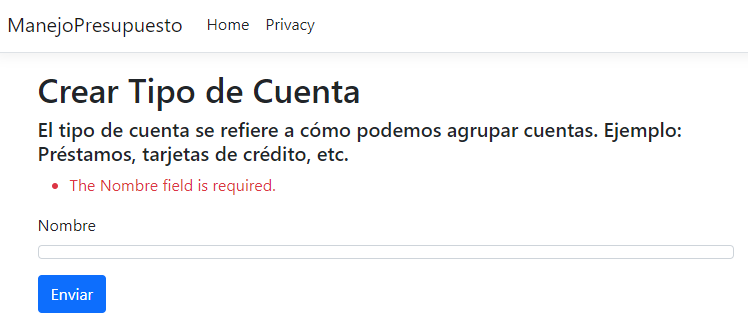 ManejoPresupuesto Home Privacy
Crear Tipo de Cuenta
El tipo de cuenta se refiere a cómo podemos agrupar cuentas. Ejemplo:
Préstamos, tarjetas de crédito, etc.
The Nombre field is required.
Nombre
Enviar